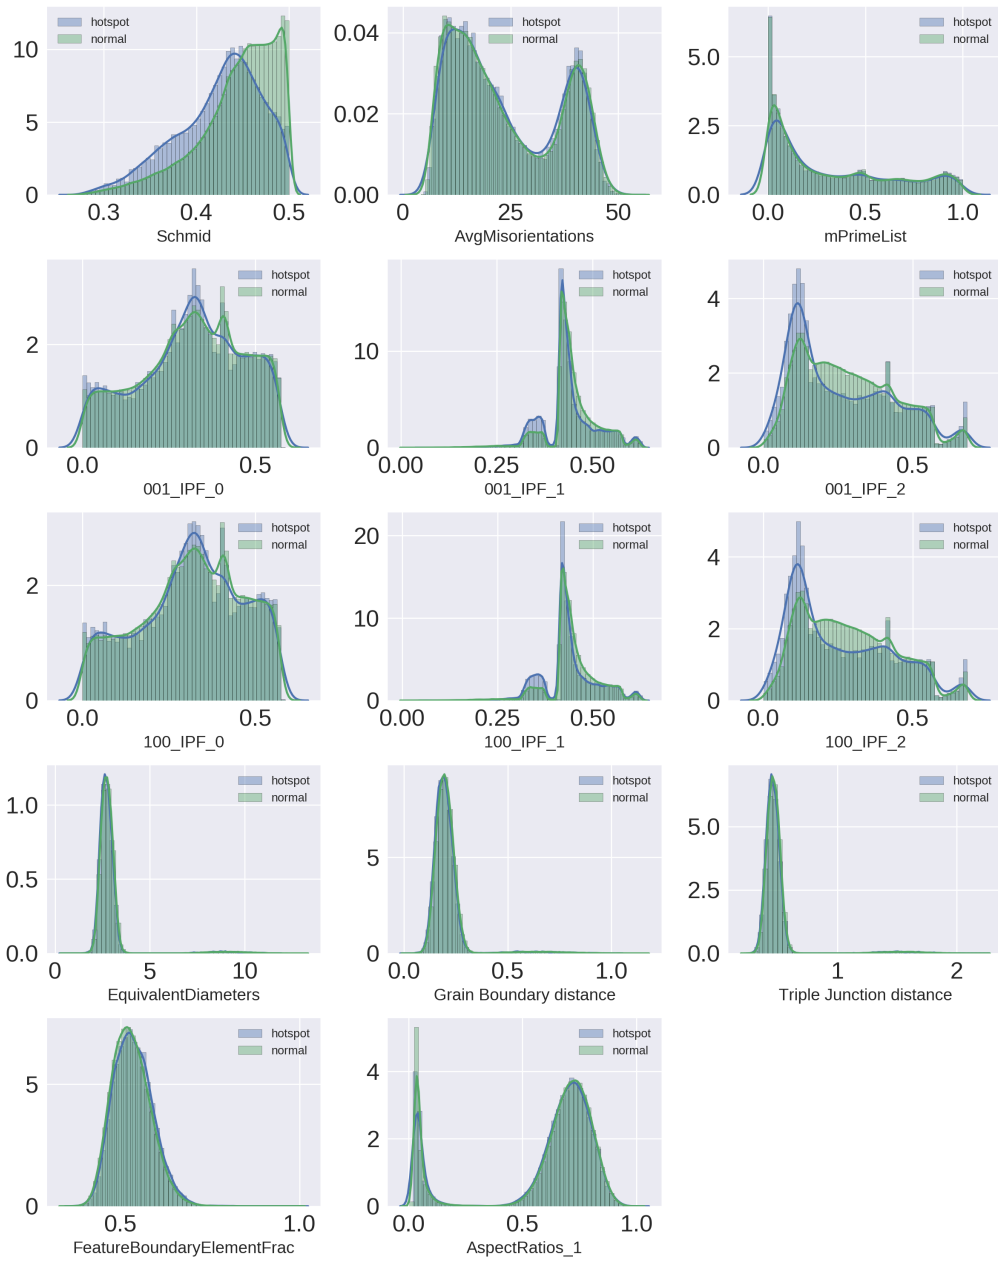 hotspot
normal
10
5
0
0.3
0.4
0.5
Schmid
hotspot
normal
0.04
0.02
0.00
0
25
50
AvgMisorientations
hotspot
normal
5.0
2.5
0.0
0.0
0.5
1.0
mPrimeList
hotspot
normal
2
0
0.0
0.5
001_IPF_0
hotspot
normal
10
0
0.00
0.25
0.50
001_IPF_1
hotspot
normal
4
2
0
0.0
0.5
001_IPF_2
hotspot
normal
2
0
0.0
0.5
100_IPF_0
hotspot
normal
20
10
0
0.00
0.25
0.50
100_IPF_1
hotspot
normal
4
2
0
0.0
0.5
100_IPF_2
hotspot
normal
1.0
0.5
0.0
0
5
10
EquivalentDiameters
hotspot
normal
5
0
0.0
0.5
1.0
Grain Boundary distance
hotspot
normal
5.0
2.5
0.0
1
2
Triple Junction distance
hotspot
normal
5
0
0.5
1.0
FeatureBoundaryElementFrac
hotspot
normal
4
2
0
0.0
0.5
1.0
AspectRatios_1